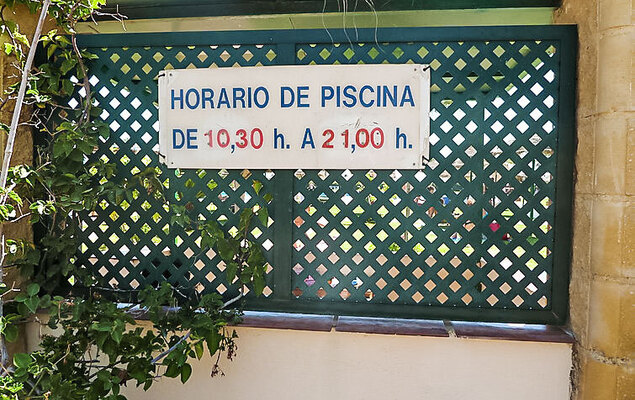 HORARIO DE PISCINA
DE 10,30 h. A 21,00 h.